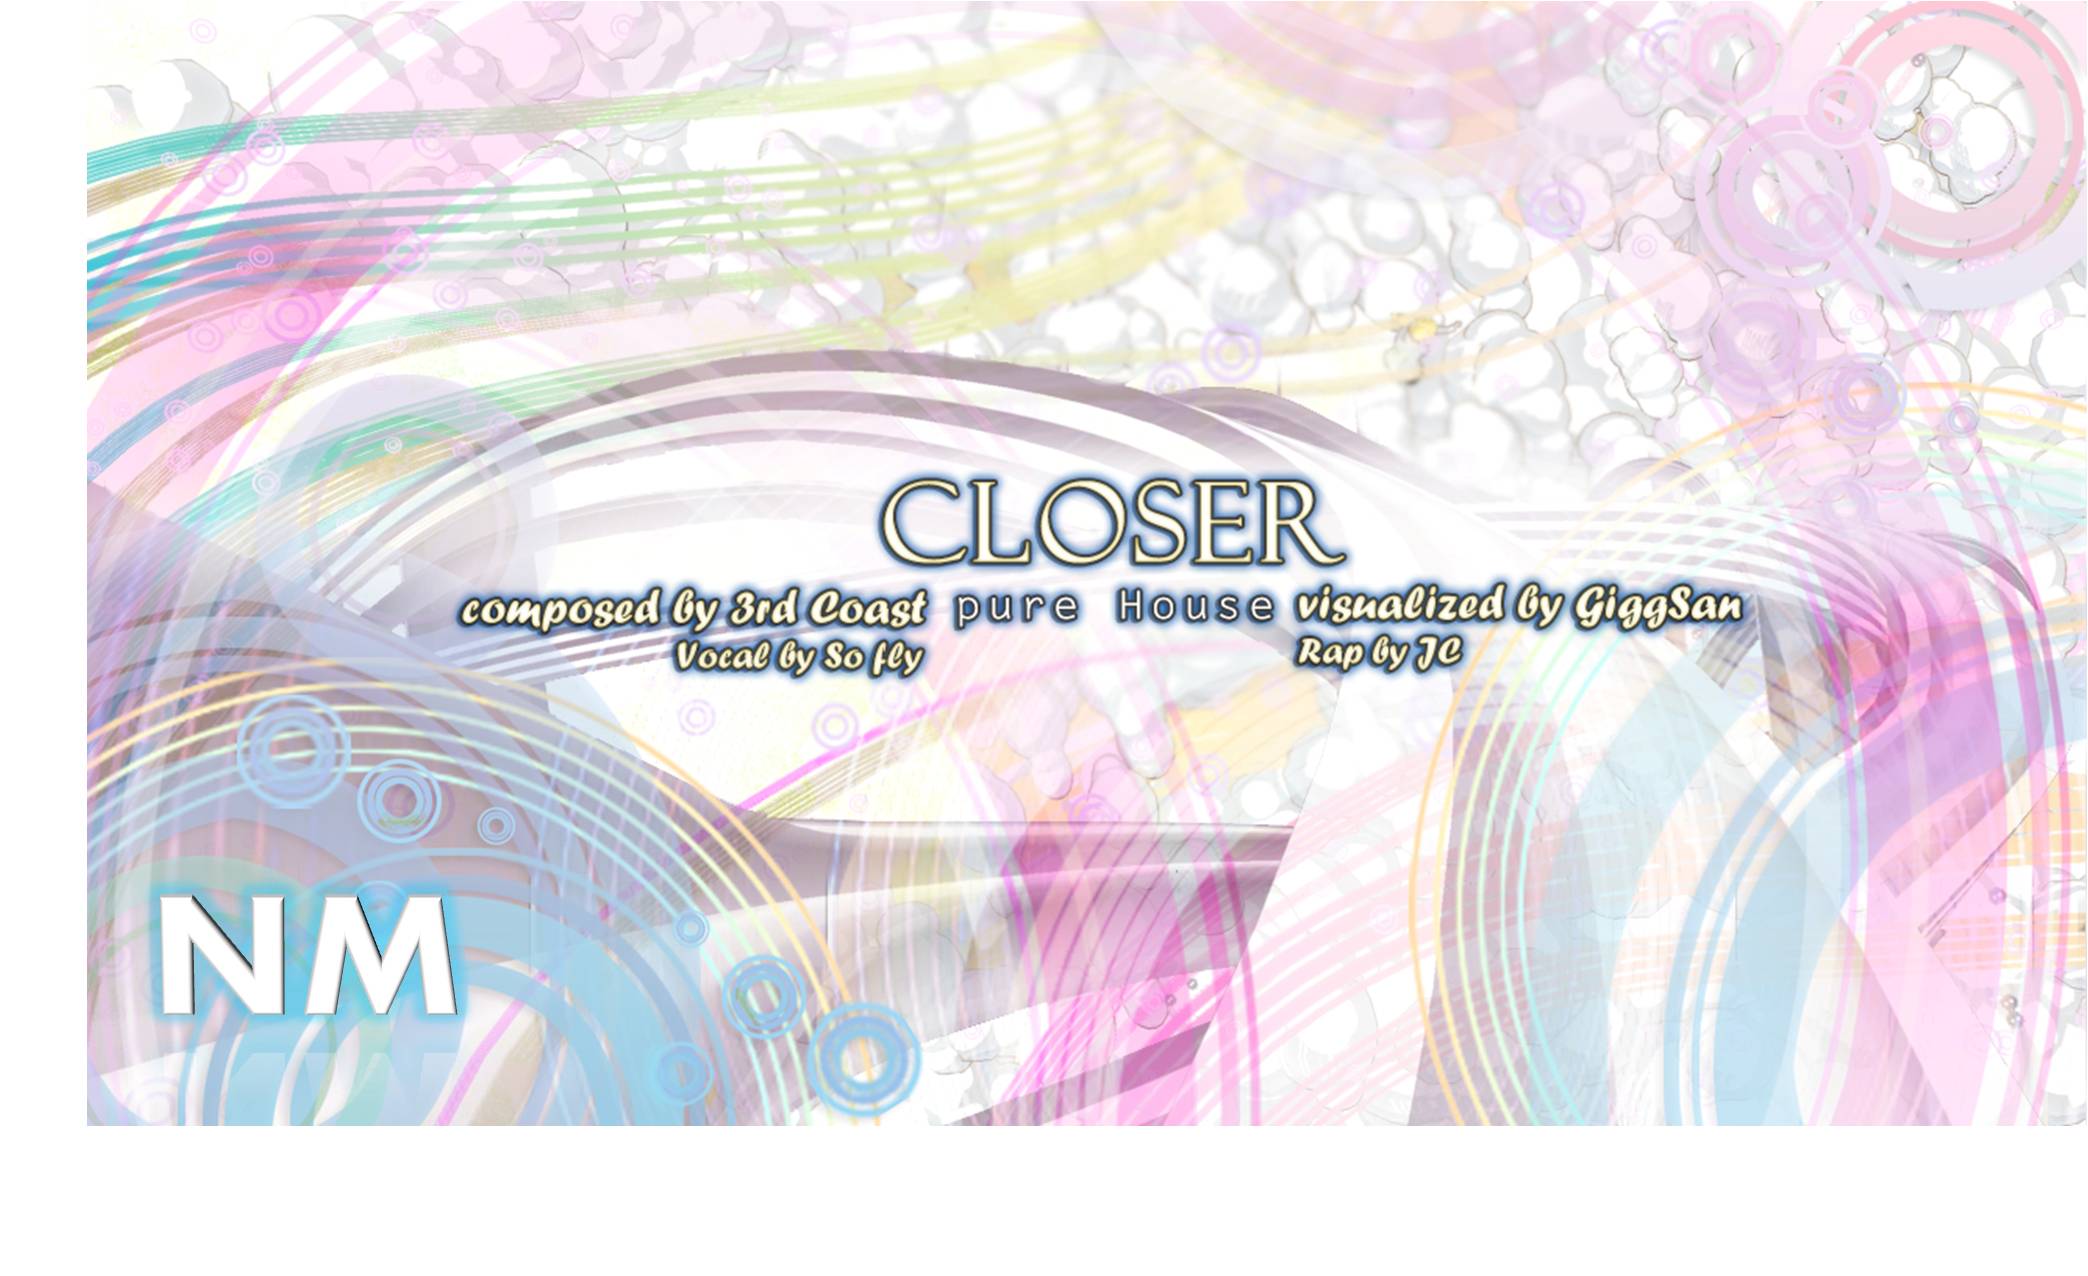 CLOSER
composed by 3rd Coast pure House visualized by GiggSan
Vocal by So fly Rap by JC
NM